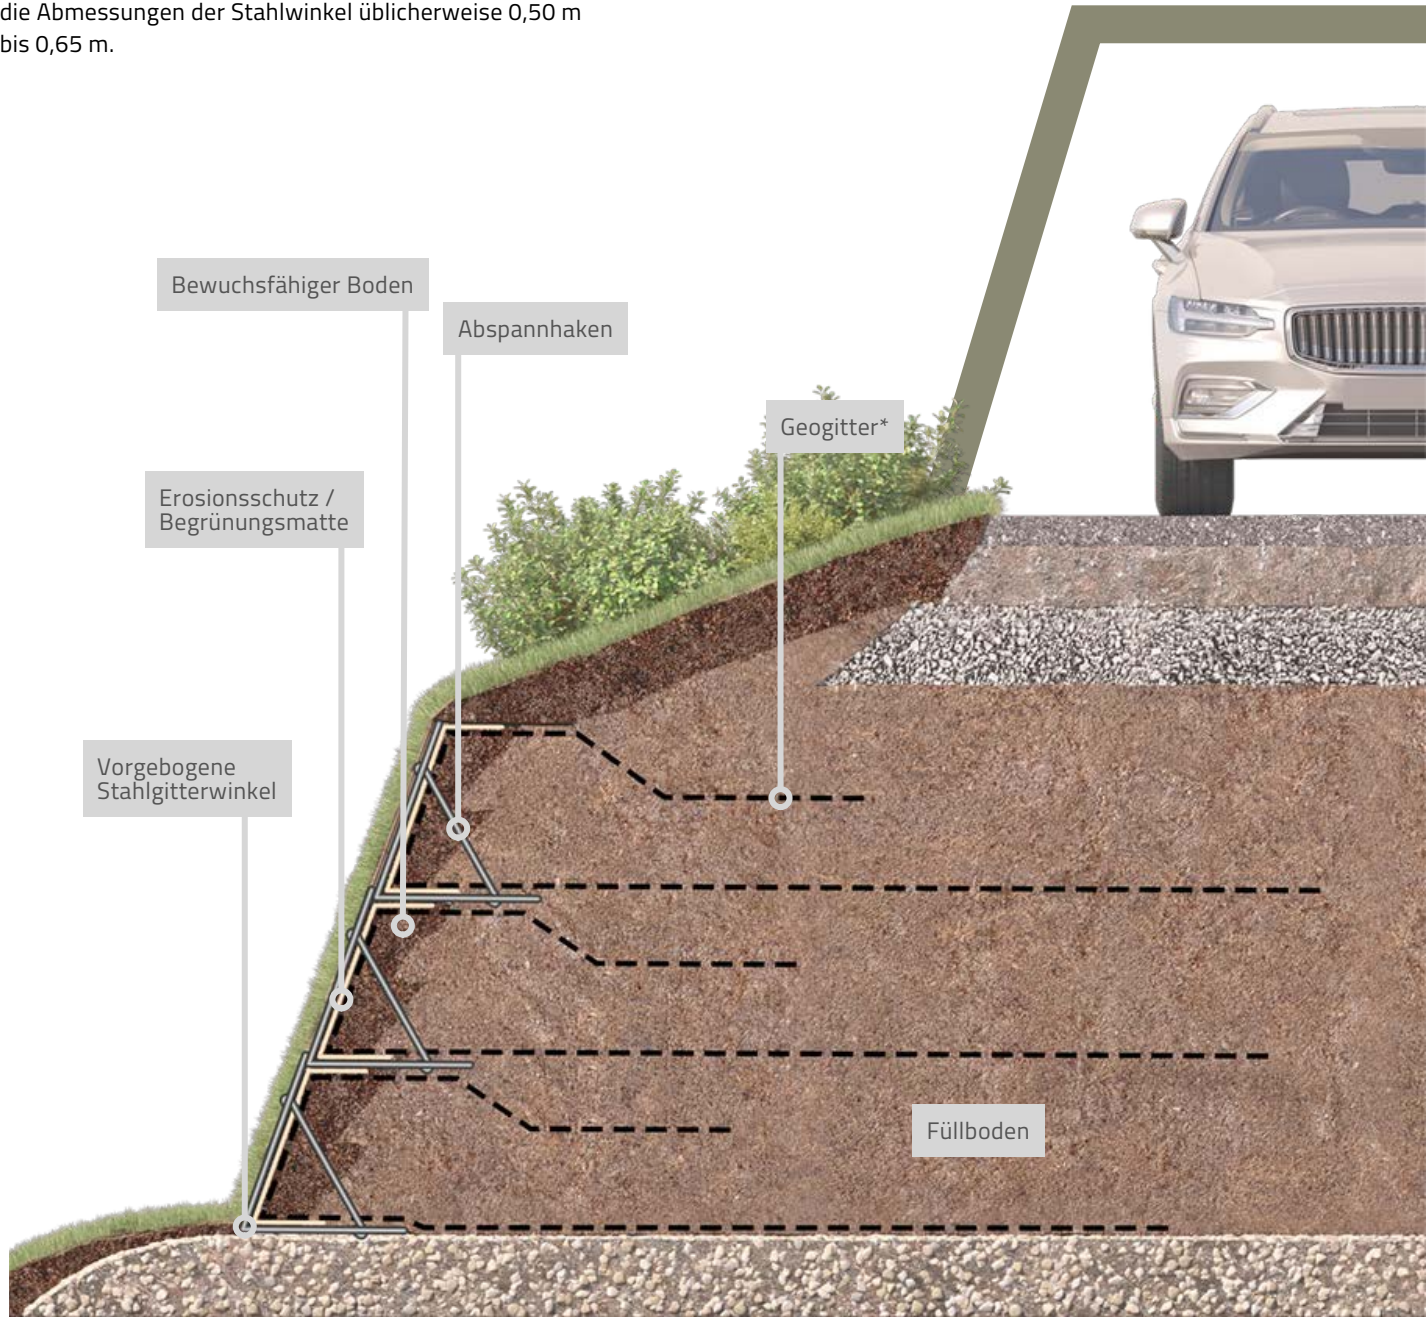 die Abmessungen der Stahlwinkel üblicherweise 0,50 m
bis 0,65 m.
Bewuchsfähiger Boden
Abspannhaken
Geogitter*
Erosionsschutz /
Begrünungsmatte
Vorgebogene
Stahlgitterwinkel
Füllboden